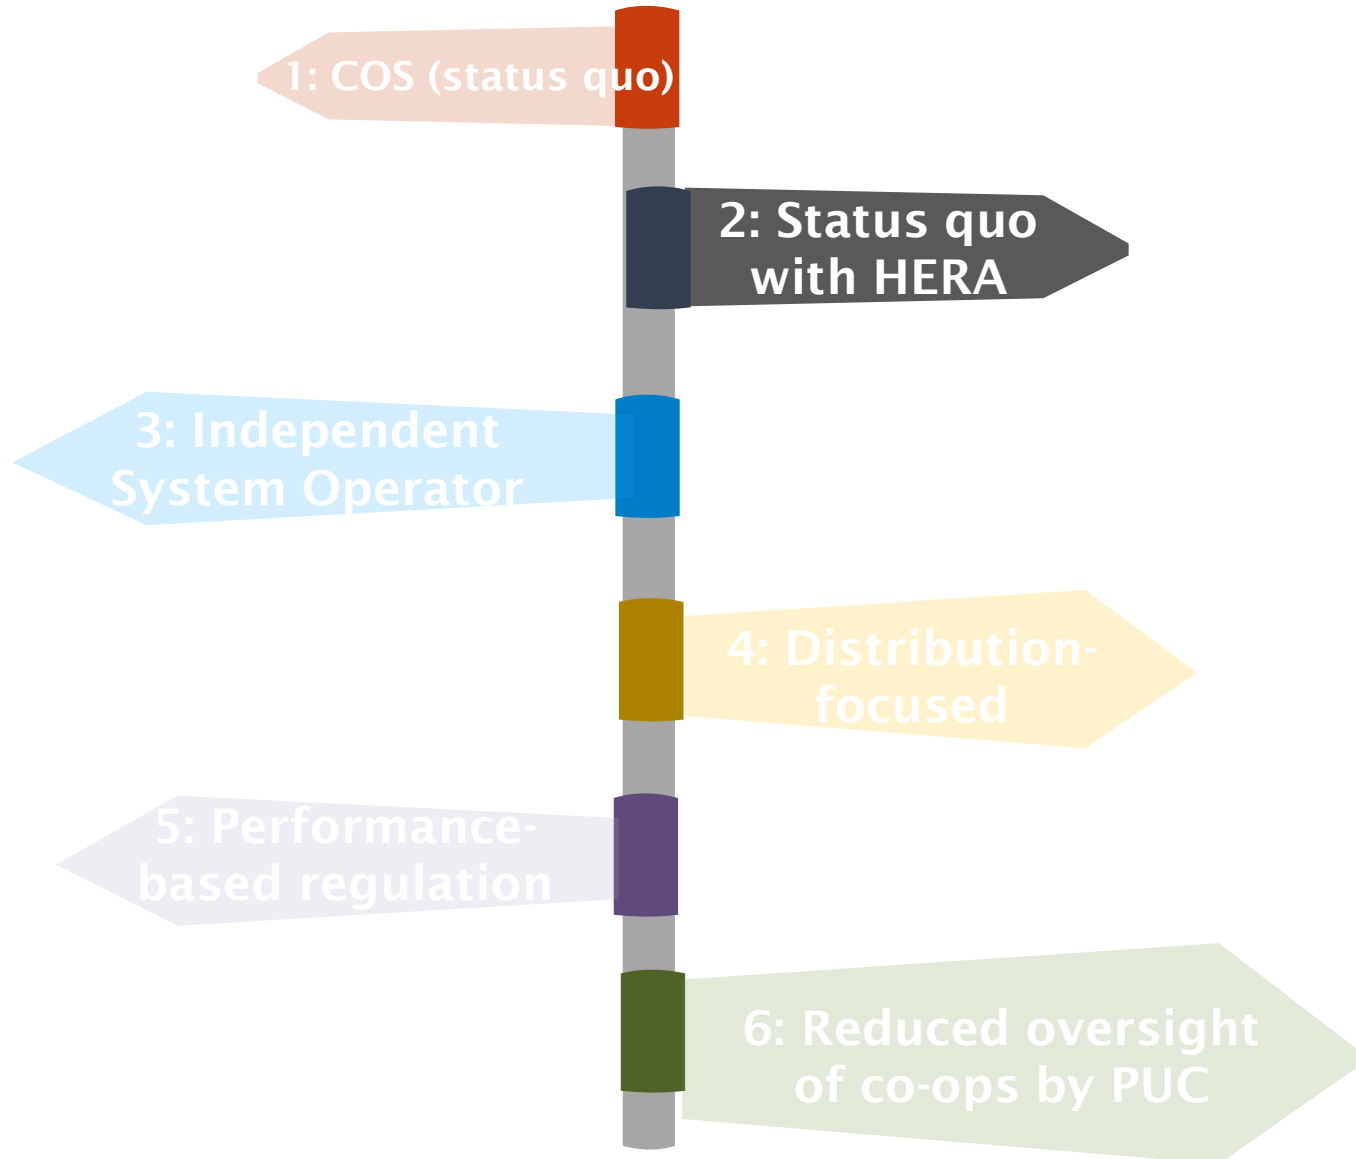 1: COS (status quo)
2: Status quo
with HERA
3: Independent
System Operator
4: Distribution-
focused
5: Performance-
based regulation
6: Reduced oversight
of co-ops by PUC